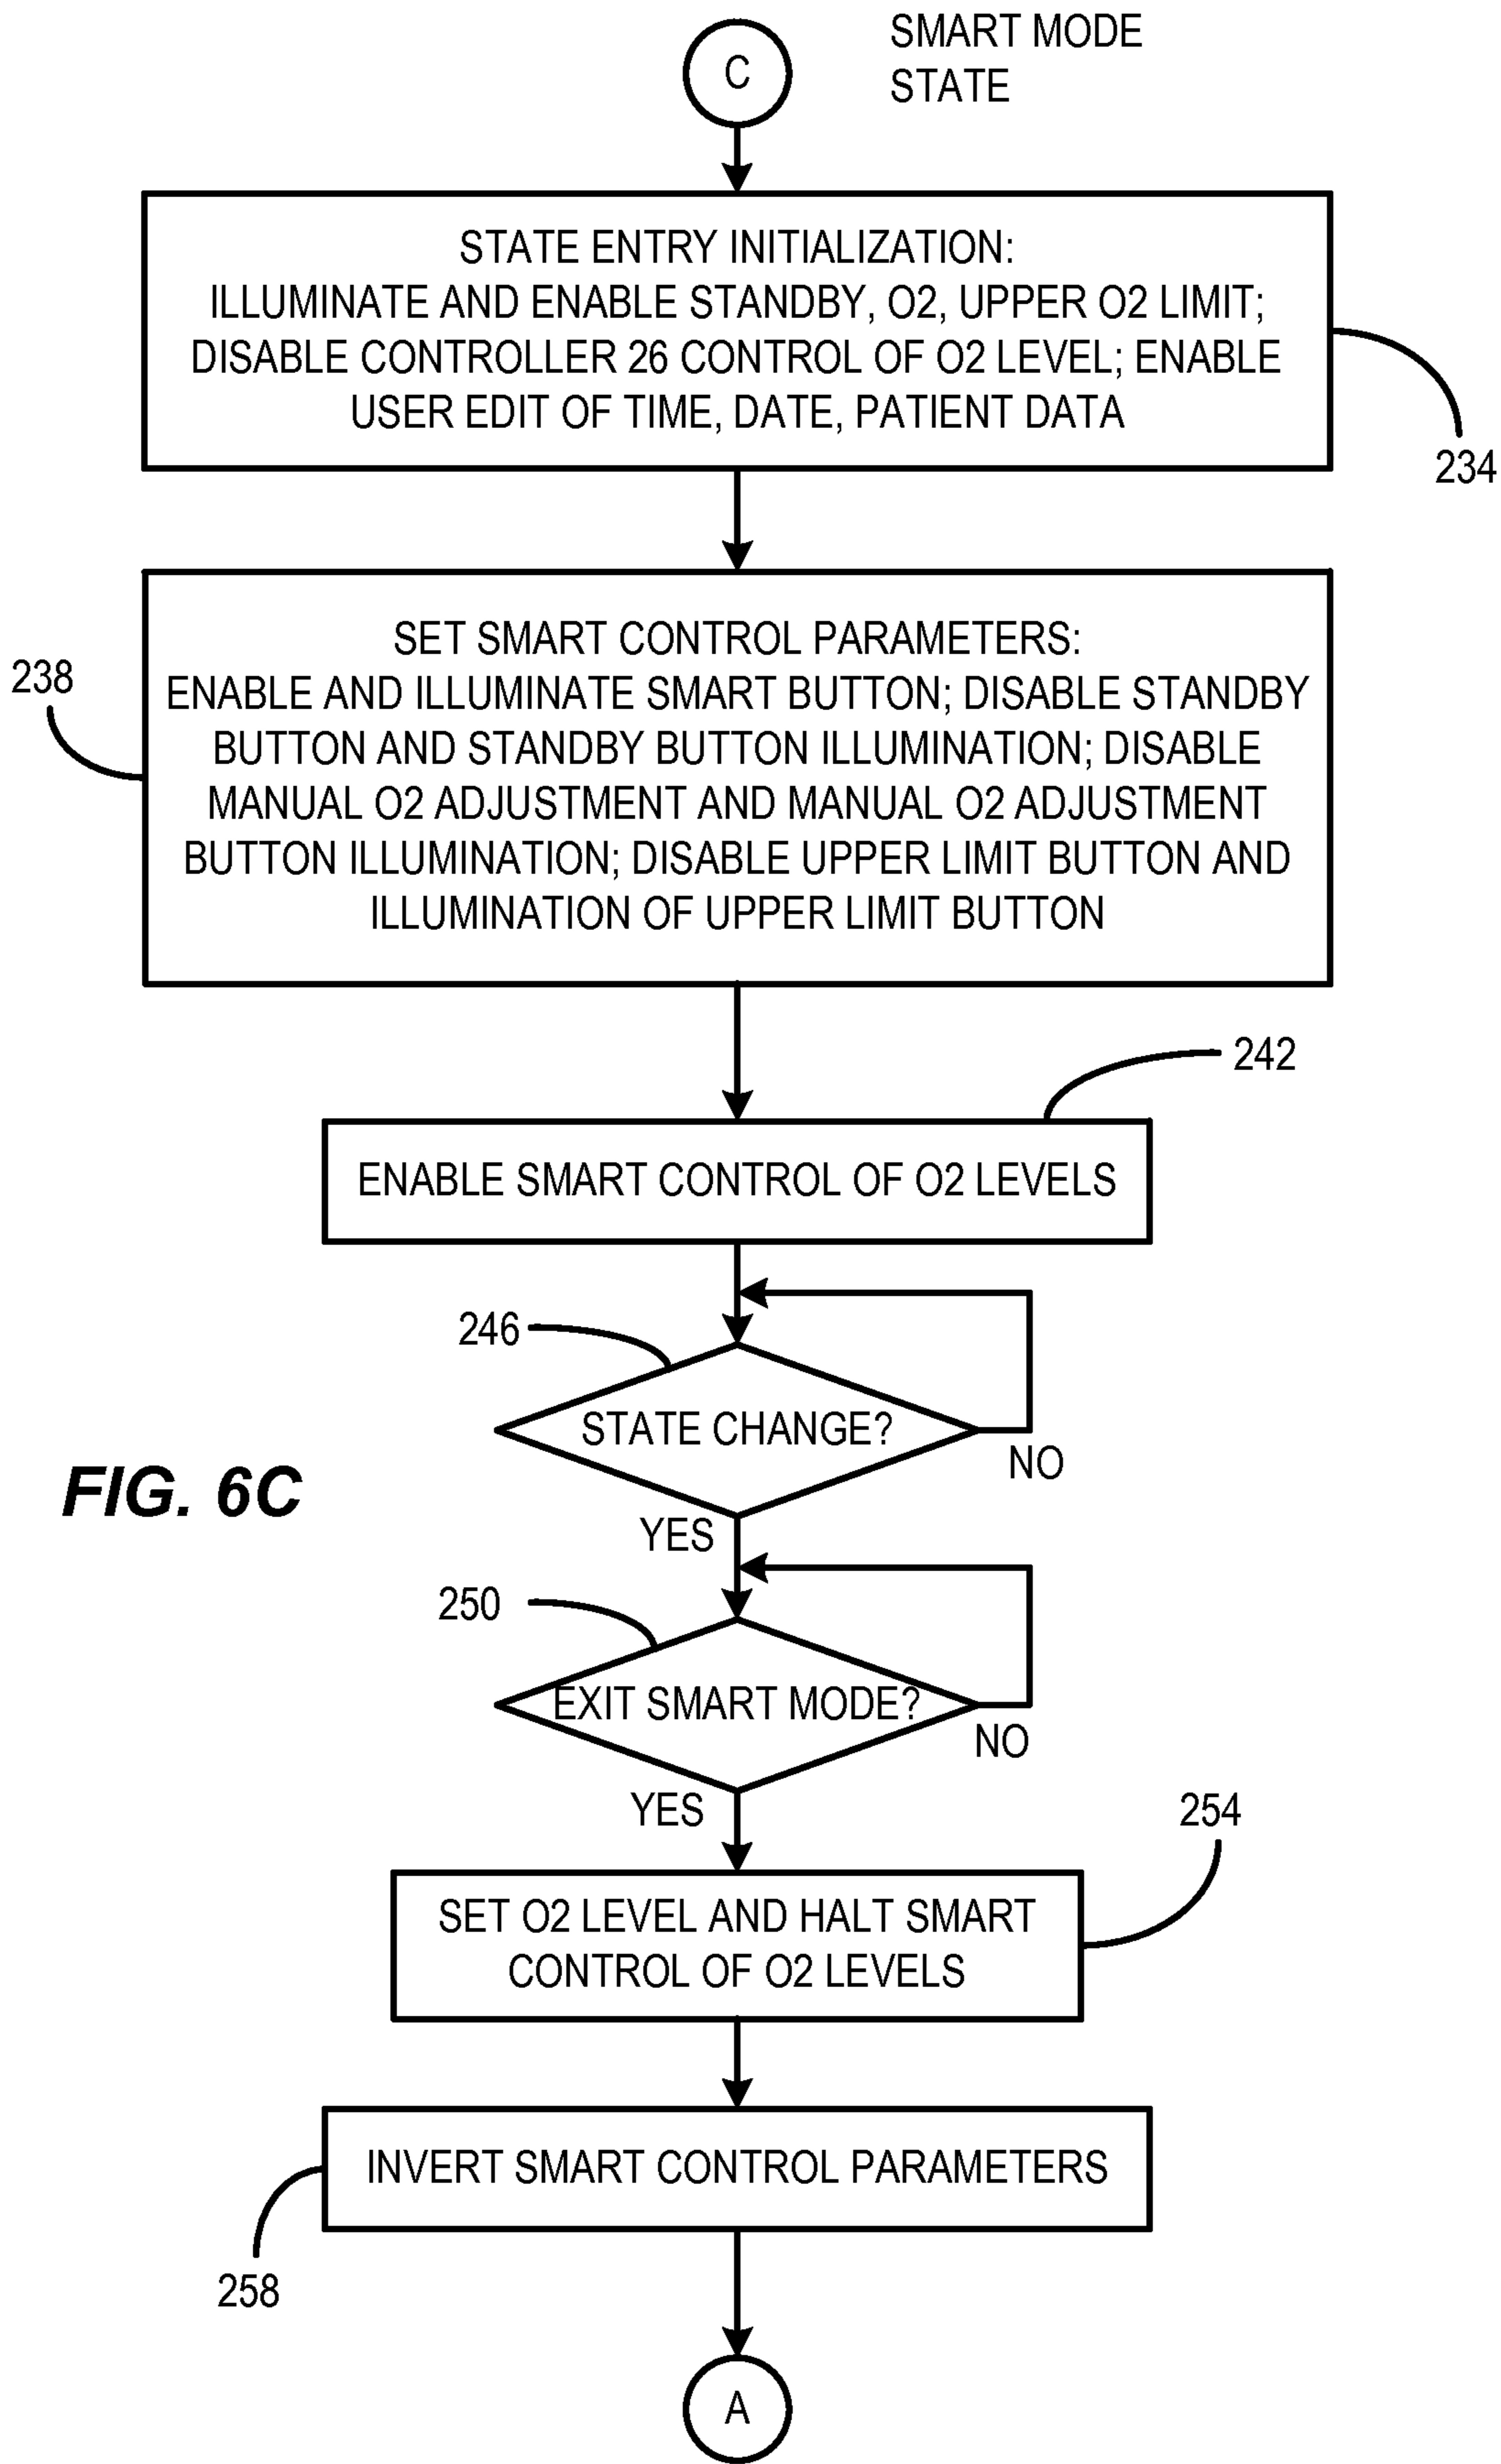 C
SMART MODE
STATE
STATE ENTRY INITIALIZATION:
ILLUMINATE AND ENABLE STANDBY, O2, UPPER O2 LIMIT;
DISABLE CONTROLLER 26 CONTROL OF O2 LEVEL; ENABLE
USER EDIT OF TIME, DATE, PATIENT DATA
234
SET SMART CONTROL PARAMETERS:
ENABLE AND ILLUMINATE SMART BUTTON; DISABLE STANDBY
BUTTON AND STANDBY BUTTON ILLUMINATION; DISABLE
MANUAL O2 ADJUSTMENT AND MANUAL O2 ADJUSTMENT
BUTTON ILLUMINATION; DISABLE UPPER LIMIT BUTTON AND
ILLUMINATION OF UPPER LIMIT BUTTON
238
242
ENABLE SMART CONTROL OF O2 LEVELS
246
STATE CHANGE?
NO
FIG. 6C
YES
250
EXIT SMART MODE?
NO
YES
254
SET O2 LEVEL AND HALT SMART
CONTROL OF O2 LEVELS
INVERT SMART CONTROL PARAMETERS
258
A